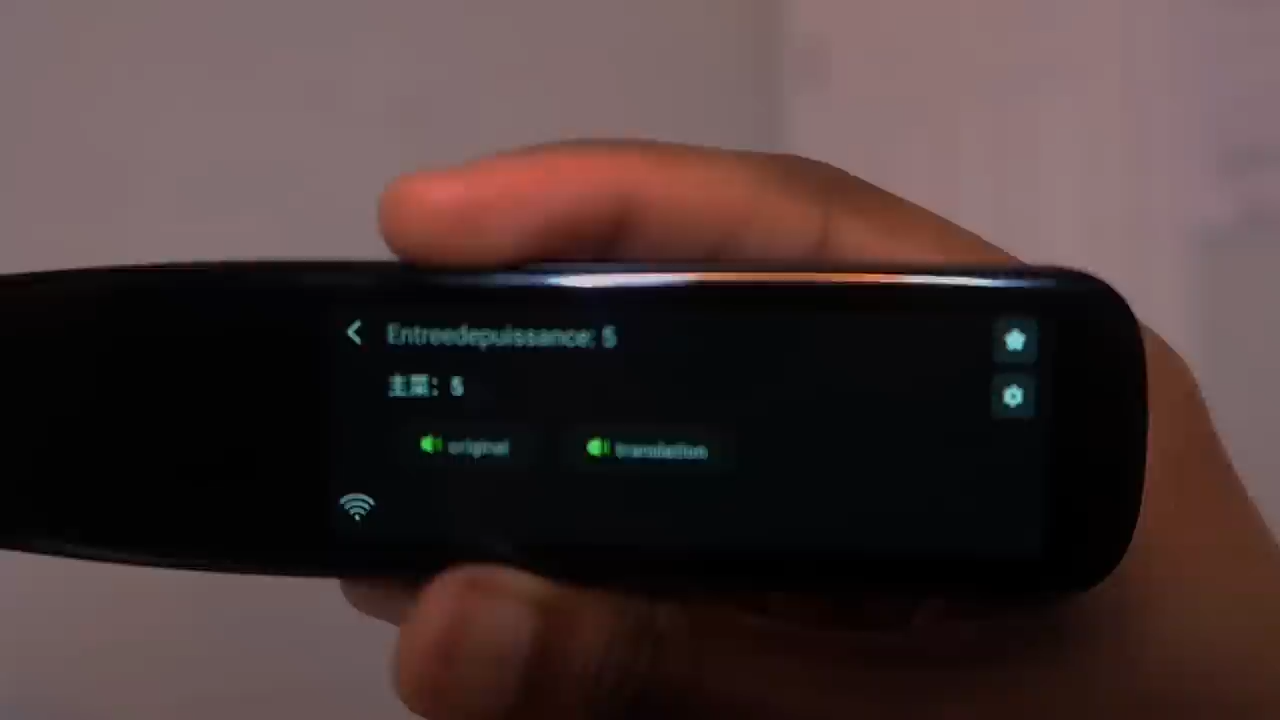 Entreedepuissance: 5
主菜：5
original
translation